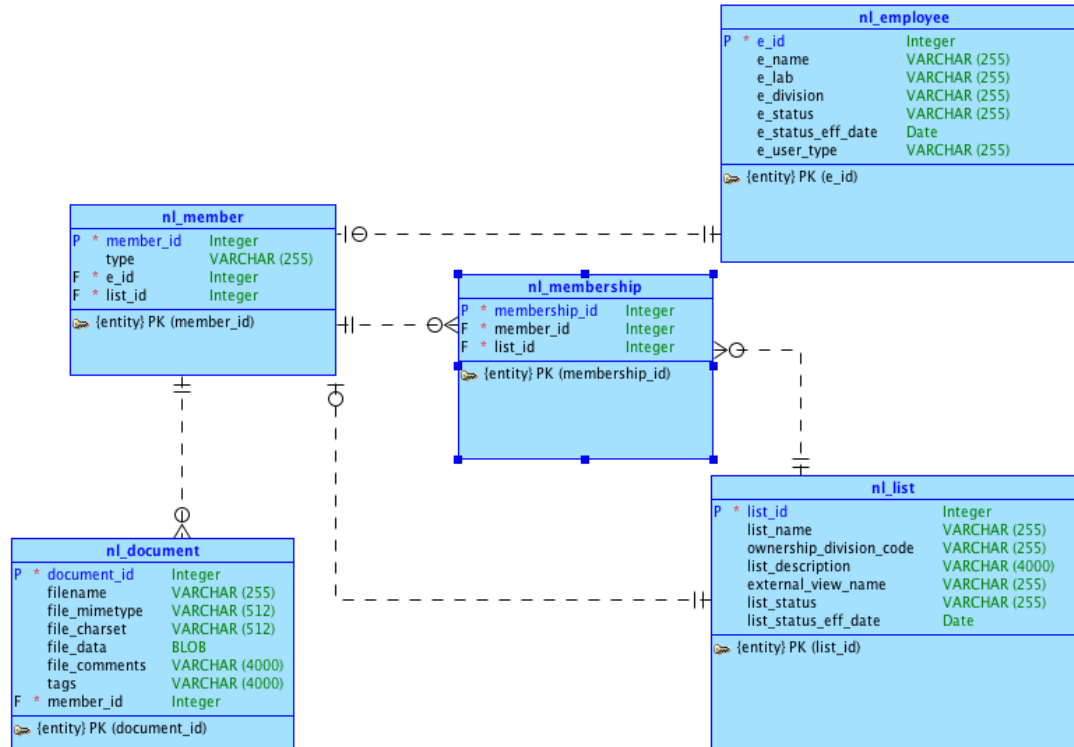 nl_employee
P * e_id Integer
e_name VARCHAR (255)
e_lab VARCHAR (255)
e_division VARCHAR (255)
e_status VARCHAR (255)
e_status_eff_date Date
e_user_type VARCHAR (255)
{entity} PK (e_id)
nl_member
P * member_id Integer
type VARCHAR (255)
F * e_id Integer
F * list_id Integer
{entity} PK (member_id)
nl_membership
P * membership_id Integer
F * member_id Integer
F * list_id Integer
{entity} PK (membership_id)
nl_list
P * list_id Integer
list_name VARCHAR (255)
ownership_division_code VARCHAR (255)
list_description VARCHAR (4000)
external_view_name VARCHAR (255)
list_status VARCHAR (255)
list_status_eff_date Date
{entity} PK (list_id)
nl_document
P * document_id Integer
filename VARCHAR (255)
file_mimetype VARCHAR (512)
file_charset VARCHAR (512)
file_data BLOB
file_comments VARCHAR (4000)
tags VARCHAR (4000)
F * member_id Integer
{entity} PK (document_id)